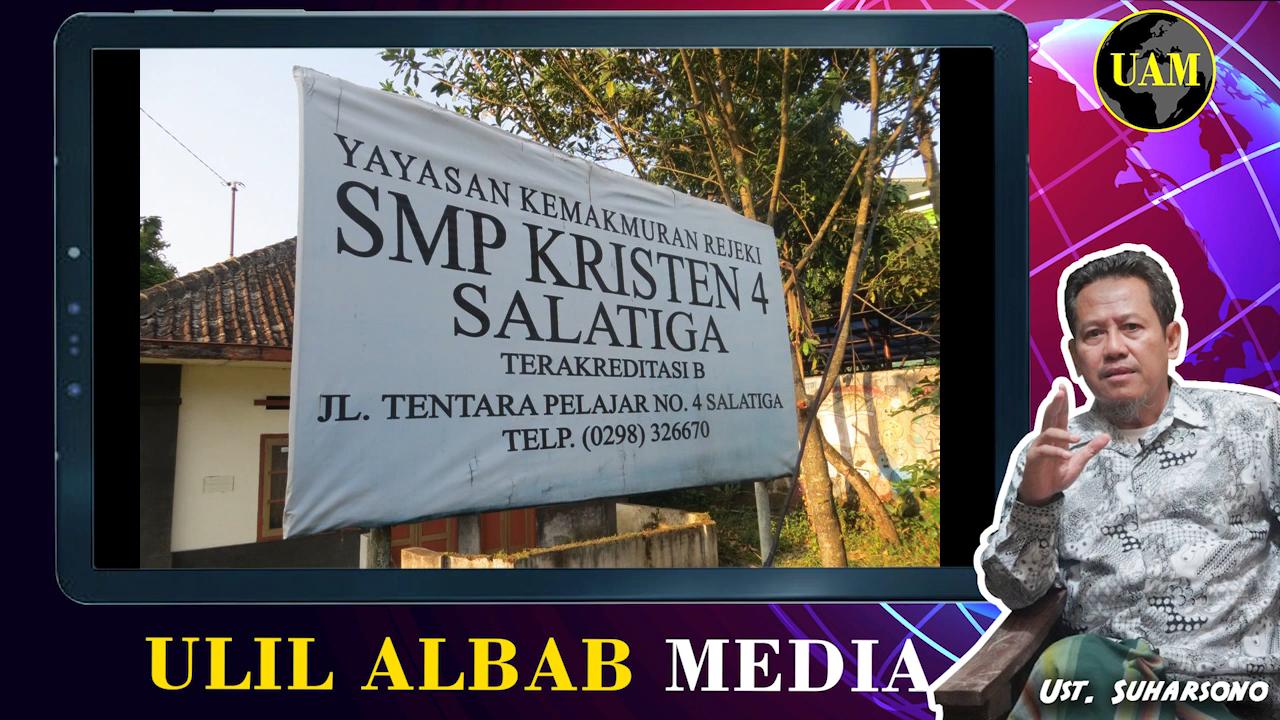 UAM
YAYASAN KEMAKMURAN REJEKI
SMP KRISTEN 4
SALATIGA
TERAKREDITASI B
JL. TENTARA PELAJAR NO. 4 SALATIGA
TELP. (0298) 326670
ULIL ALBAB MEDIA
UST. SUHARSONO